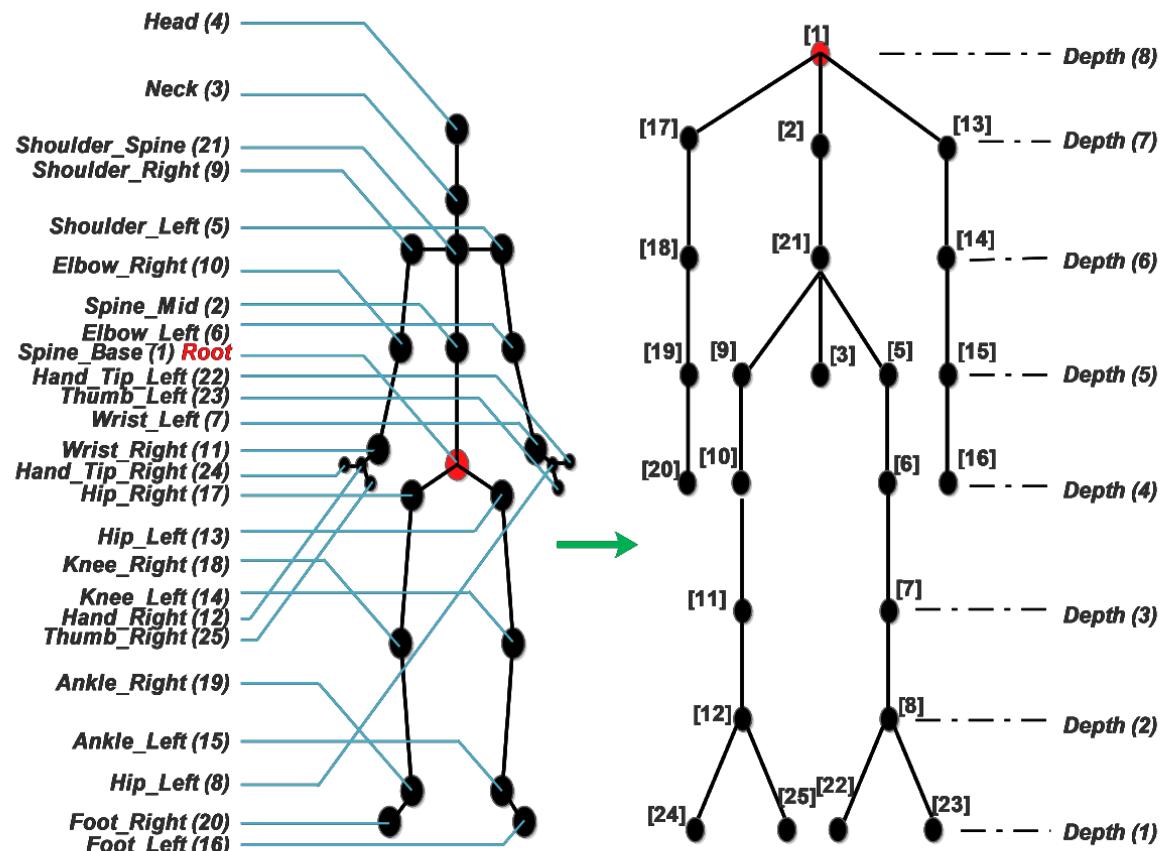 Head (4)
Neck (3)
Shoulder_Spine (21)
Shoulder_Right (9)
Shoulder_Left (5)
Elbow_Right (10)
Spine_Mid (2)
Elbow_Left (6)
Spine_Base (1) Root
Hand_Tip_Left (22)
Thumb_Left (23)
Wrist_Left (7)
Wrist_Right (11)
Hand_Tip_Right (24)
Hip_Right (17)
Hip_Left (13)
Knee_Right (18)
Knee_Left (14)
Hand_Right (12)
Thumb_Right (25)
Ankle_Right (19)
Ankle_Left (15)
Hip_Left (8)
Foot_Right (20)
Foot_Left (16)
[1]
Depth (8)
[17]
[2]
[13]
Depth (7)
[18]
[21]
[14]
Depth (6)
[19]
[9]
[3]
[5]
[15]
Depth (5)
[20]
[10]
[6]
[16]
Depth (4)
[11]
[7]
Depth (3)
[12]
[8]
Depth (2)
[24]
[25]
[22]
[23]
Depth (1)